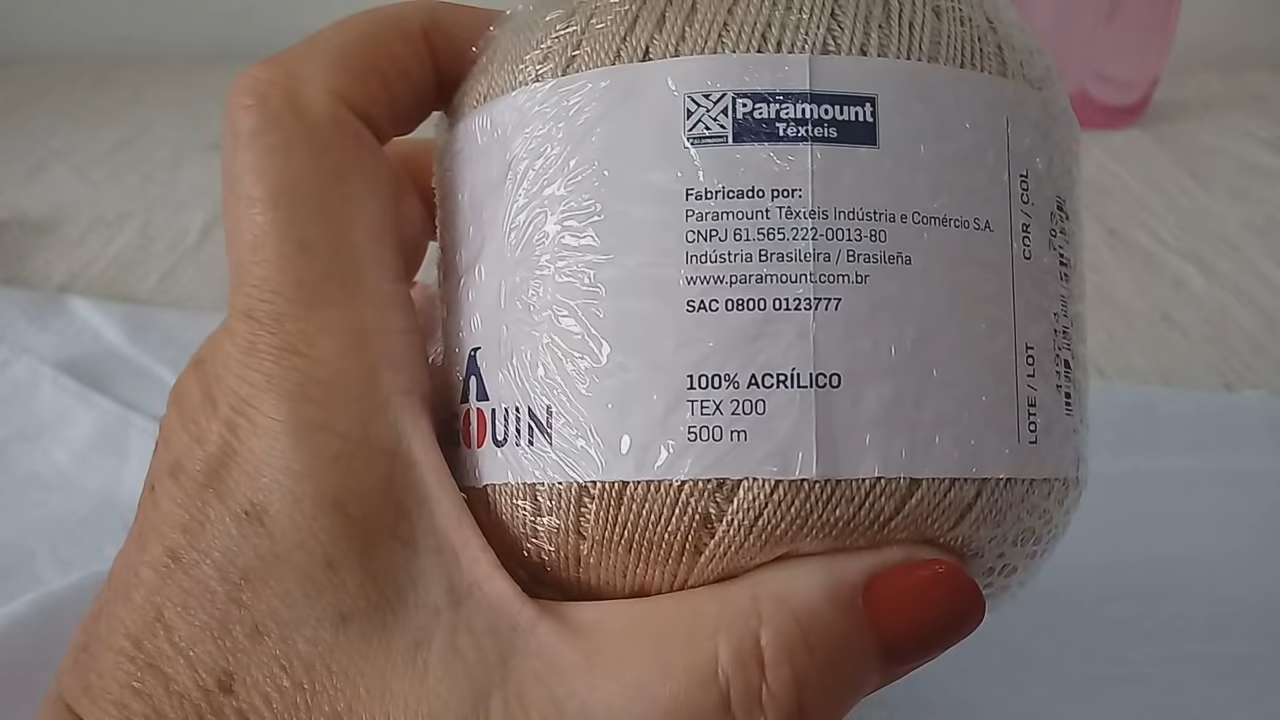 Paramount
Têxteis
Paramount
Fabricado por:
Paramount Têxteis Indústria e Comércio S.A.
CNPJ 61.565.222-0013-80
Indústria Brasileira / Brasileña
www.paramount.com.br
SAC 0800 0123777
100% ACRÍLICO
TEX 200
500 m
COR / COL
LOTE / LOT